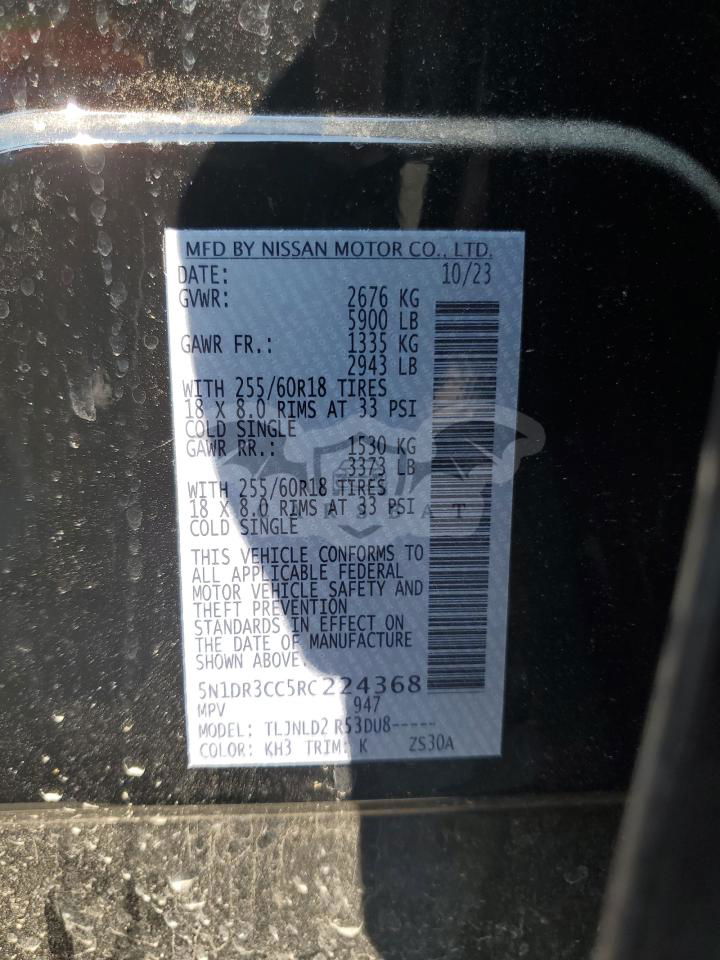 MFD BY NISSAN MOTOR CO., LTD.
DATE: 10/23
GVWR: 2676 KG
5900 LB
GAWR FR.: 1335 KG
2943 LB
WITH 255/60R18 TIRES
18 X 8.0 RIMS AT 33 PSI
COLD SINGLE
GAWR RR.: 1530 KG
3373 LB
WITH 255/60R18 TIRES
18 X 8.0 RIMS AT 33 PSI
COLD SINGLE
THIS VEHICLE CONFORMS TO
ALL APPLICABLE FEDERAL
MOTOR VEHICLE SAFETY AND
THEFT PREVENTION
STANDARDS IN EFFECT ON
THE DATE OF MANUFACTURE
SHOWN ABOVE.
5N1DR3CC5RC224368
MPV 947
MODEL: TLJNLD2 R53DU8-----
COLOR: KH3 TRIM: K ZS30A